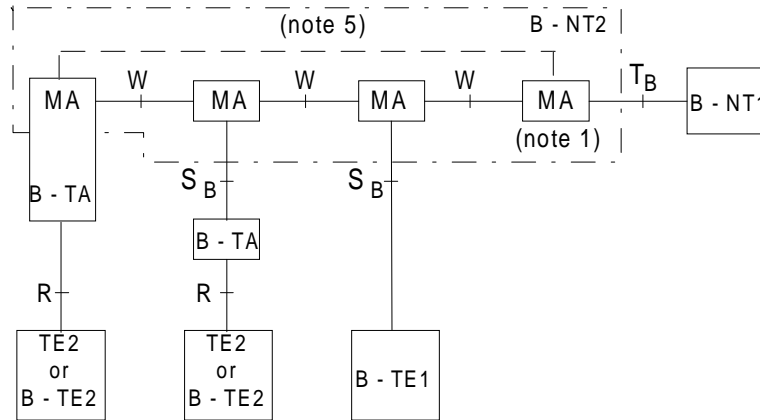 (note 5)
B - NT2
W
W
W
T B
MA
MA
MA
MA
B - NT1
(note 1)
S B
S B
B - TA
B - TA
R
R
TE2
or
B - TE2
TE2
or
B - TE2
B - TE1